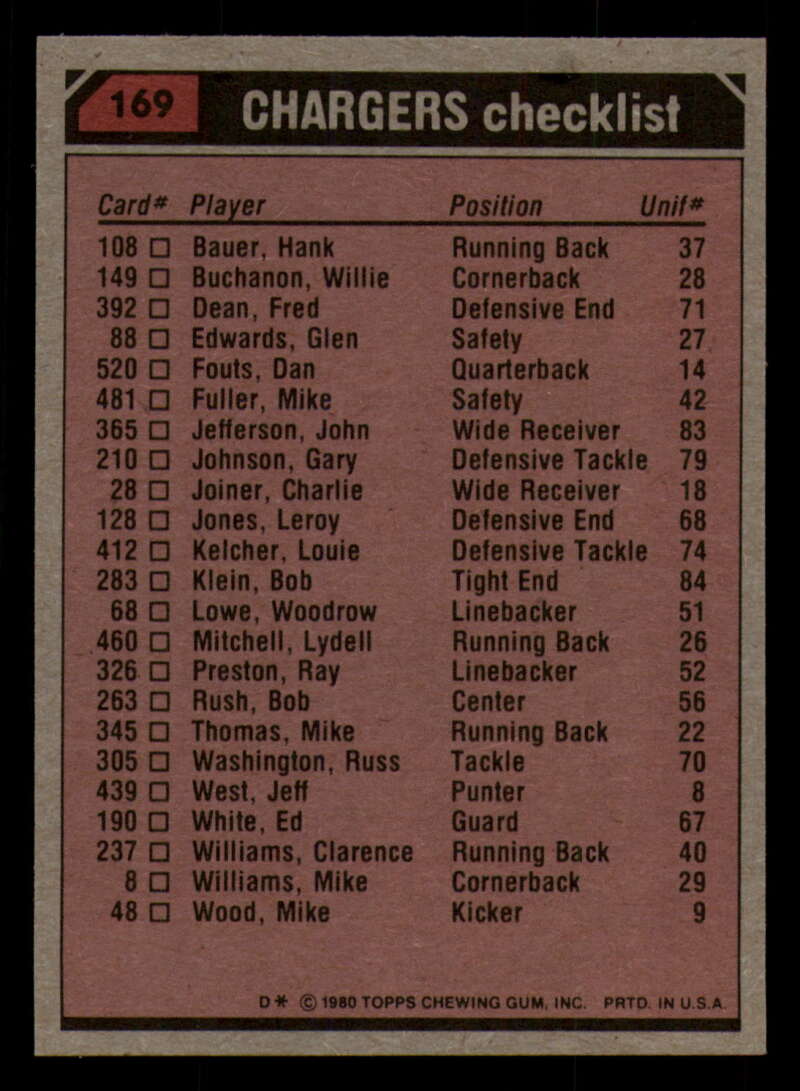 169 CHARGERS checklist
Card# Player Position Unif#
108 □ Bauer, Hank Running Back 37
149 □ Buchanon, Willie Cornerback 28
392 □ Dean, Fred Defensive End 71
88 □ Edwards, Glen Safety 27
520 □ Fouts, Dan Quarterback 14
481 □ Fuller, Mike Safety 42
365 □ Jefferson, John Wide Receiver 83
210 □ Johnson, Gary Defensive Tackle 79
28 □ Joiner, Charlie Wide Receiver 18
128 □ Jones, Leroy Defensive End 68
412 □ Kelcher, Louie Defensive Tackle 74
283 □ Klein, Bob Tight End 84
68 □ Lowe, Woodrow Linebacker 51
460 □ Mitchell, Lydell Running Back 26
326 □ Preston, Ray Linebacker 52
263 □ Rush, Bob Center 56
345 □ Thomas, Mike Running Back 22
305 □ Washington, Russ Tackle 70
439 □ West, Jeff Punter 8
190 □ White, Ed Guard 67
237 □ Williams, Clarence Running Back 40
8 □ Williams, Mike Cornerback 29
48 □ Wood, Mike Kicker 9
D* © 1980 TOPPS CHEWING GUM, INC. PRTD. IN U.S.A.